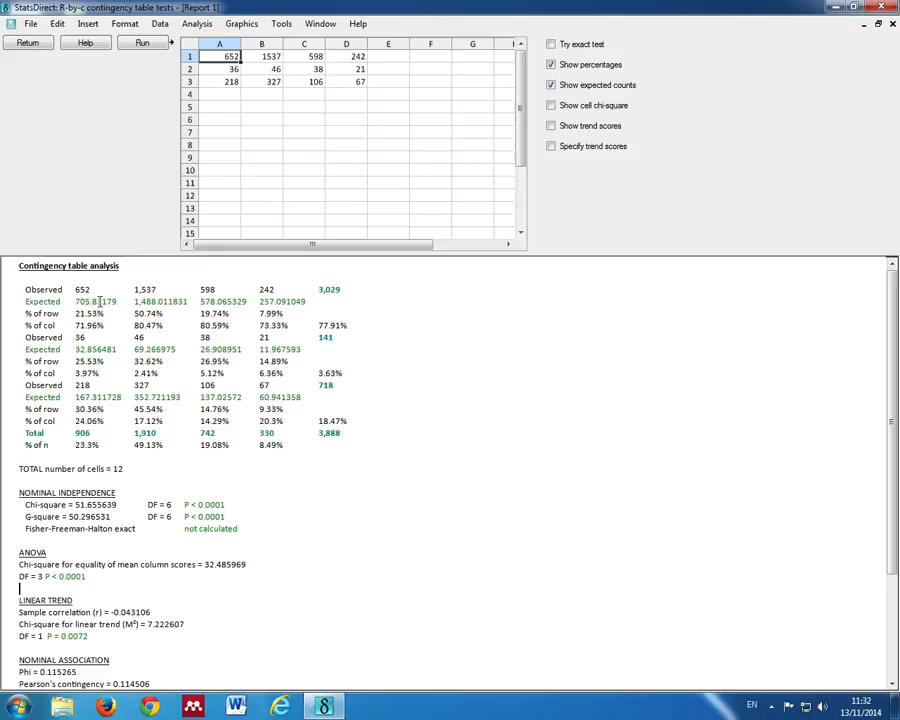 StatsDirect: R-by-c contingency table tests - [Report 1]
File Edit Insert Format Data Analysis Graphics Tools Window Help
Return Help Run
A B C D E F G
1 652 1537 598 242
2 36 46 38 21
3 218 327 106 67
4
5
6
7
8
9
10
11
12
13
14
15
Try exact test
Show percentages
Show expected counts
Show cell chi-square
Show trend scores
Specify trend scores
Contingency table analysis
Observed 652 1,537 598 242 3,029
Expected 1,488.011831 578.065329 257.091049
% of row 21.53% 50.74% 19.74% 7.99%
% of col 71.96% 80.47% 80.59% 73.33% 77.91%
Observed 36 46 38 21 141
Expected 32.856481 69.266975 26.908951 11.967593
% of row 25.53% 32.62% 26.95% 14.89%
% of col 3.97% 2.41% 5.12% 6.36% 3.63%
Observed 218 327 106 67 718
Expected 167.311728 352.721193 137.02572 60.941358
% of row 30.36% 45.54% 14.76% 9.33%
% of col 24.06% 17.12% 14.29% 20.3% 18.47%
Total 906 1,910 742 330 3,888
% of n 23.3% 49.13% 19.08% 8.49%
TOTAL number of cells = 12
NOMINAL INDEPENDENCE
Chi-square = 51.655639 DF = 6 P < 0.0001
G-square = 50.296531 DF = 6 P < 0.0001
Fisher-Freeman-Halton exact not calculated
ANOVA
Chi-square for equality of mean column scores = 32.485969
DF = 3 P < 0.0001
LINEAR TREND
Sample correlation (r) = -0.043106
Chi-square for linear trend (M²) = 7.222607
DF = 1 P = 0.0072
NOMINAL ASSOCIATION
Phi = 0.115265
Pearson's contingency = 0.114506
EN 11:32
13/11/2014